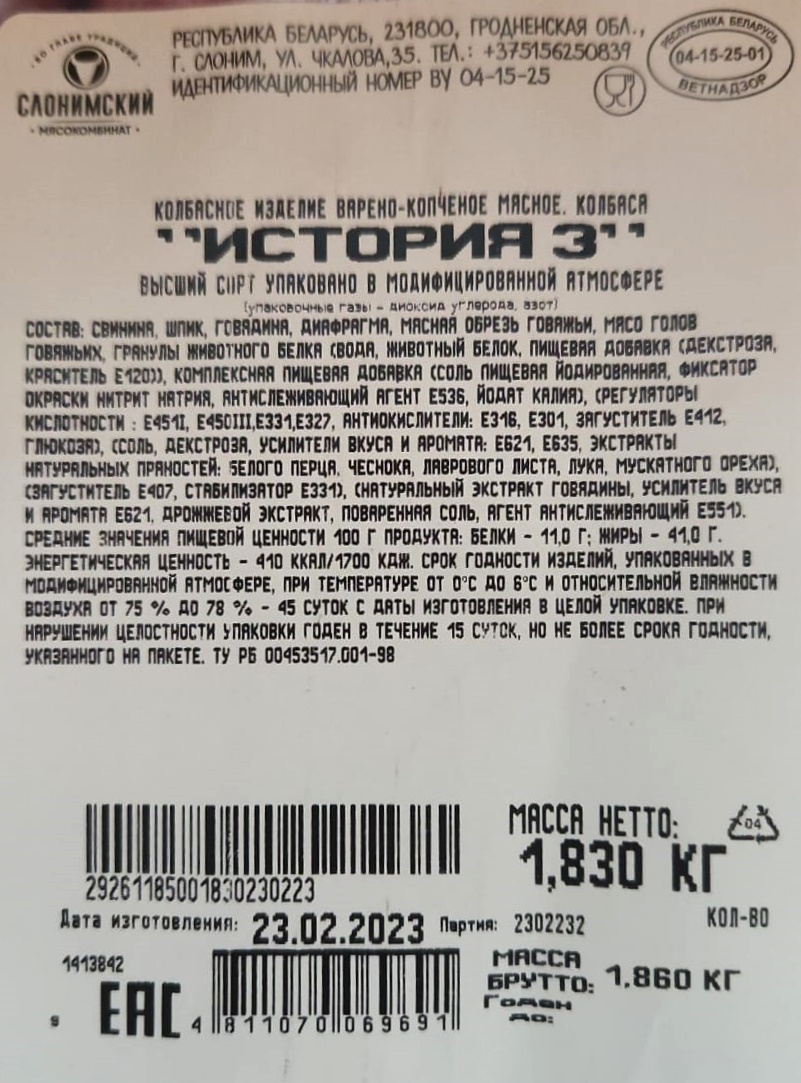 ПО ПРАВУ ТРАДИЦИЙ
СЛОНИМСКИЙ
• МЯСОКОМБИНАТ •
РЕСПУБЛИКА БЕЛАРУСЬ, 231800, ГРОДНЕНСКАЯ ОБЛ.,
Г. СЛОНИМ, УЛ. ЧКАЛОВА,35. ТЕЛ.: +375156250839
ИДЕНТИФИКАЦИОННЫЙ НОМЕР BY 04-15-25
РЕСПУБЛИКА БЕЛАРУСЬ
04-15-25-01
ВЕТНАДЗОР
КОЛБАСНОЕ ИЗДЕЛИЕ ВАРЕНО-КОПЧЕНОЕ МЯСНОЕ. КОЛБАСА
"ИСТОРИЯ 3"
ВЫСШИЙ СОРТ УПАКОВАНО В МОДИФИЦИРОВАННОЙ АТМОСФЕРЕ
(упаковочные газы - диоксид углерода, азот)
СОСТАВ: СВИНИНА, ШПИК, ГОВЯДИНА, ДИАФРАГМА, МЯСНАЯ ОБРЕЗЬ ГОВЯЖЬИ, МЯСО ГОЛОВ
ГОВЯЖЬИХ, ГРАНУЛЫ ЖИВОТНОГО БЕЛКА (ВОДА, ЖИВОТНЫЙ БЕЛОК, ПИЩЕВАЯ ДОБАВКА (ДЕКСТРОЗА,
КРАСИТЕЛЬ Е120)), КОМПЛЕКСНАЯ ПИЩЕВАЯ ДОБАВКА (СОЛЬ ПИЩЕВАЯ ЙОДИРОВАННАЯ, ФИКСАТОР
ОКРАСКИ НИТРИТ НАТРИЯ, АНТИСЛЕЖИВАЮЩИЙ АГЕНТ Е536, ЙОДАТ КАЛИЯ), (РЕГУЛЯТОРЫ
КИСЛОТНОСТИ : Е451I, Е450III,Е331,Е327, АНТИОКИСЛИТЕЛИ: Е316, Е301, ЗАГУСТИТЕЛЬ Е412,
ГЛЮКОЗА), (СОЛЬ, ДЕКСТРОЗА, УСИЛИТЕЛИ ВКУСА И АРОМАТА: Е621, Е635, ЭКСТРАКТЫ
НАТУРАЛЬНЫХ ПРЯНОСТЕЙ: БЕЛОГО ПЕРЦА, ЧЕСНОКА, ЛАВРОВОГО ЛИСТА, ЛУКА, МУСКАТНОГО ОРЕХА),
(ЗАГУСТИТЕЛЬ Е407, СТАБИЛИЗАТОР Е331), (НАТУРАЛЬНЫЙ ЭКСТРАКТ ГОВЯДИНЫ, УСИЛИТЕЛЬ ВКУСА
И АРОМАТА Е621, ДРОЖЖЕВОЙ ЭКСТРАКТ, ПОВАРЕННАЯ СОЛЬ, АГЕНТ АНТИСЛЕЖИВАЮЩИЙ Е551).
СРЕДНИЕ ЗНАЧЕНИЯ ПИЩЕВОЙ ЦЕННОСТИ 100 Г ПРОДУКТА: БЕЛКИ - 11,0 Г; ЖИРЫ - 41,0 Г.
ЭНЕРГЕТИЧЕСКАЯ ЦЕННОСТЬ - 410 ККАЛ/1700 КДЖ. СРОК ГОДНОСТИ ИЗДЕЛИЙ, УПАКОВАННЫХ В
МОДИФИЦИРОВАННОЙ АТМОСФЕРЕ, ПРИ ТЕМПЕРАТУРЕ ОТ 0°С ДО 6°С И ОТНОСИТЕЛЬНОЙ ВЛАЖНОСТИ
ВОЗДУХА ОТ 75 % ДО 78 % - 45 СУТОК С ДАТЫ ИЗГОТОВЛЕНИЯ В ЦЕЛОЙ УПАКОВКЕ. ПРИ
НАРУШЕНИИ ЦЕЛОСТНОСТИ УПАКОВКИ ГОДЕН В ТЕЧЕНИЕ 15 СУТОК, НО НЕ БОЛЕЕ СРОКА ГОДНОСТИ,
УКАЗАННОГО НА ПАКЕТЕ. ТУ РБ 00453517.001-98
МАССА НЕТТО:
04
1,830 КГ
2926118500183023 0223
Дата изготовления: 23.02.2023 Партия: 2302232
КОЛ-ВО
1413842
МАССА
БРУТТО: 1,860 КГ
Годен
до:
9
EAC
4 811070 069691